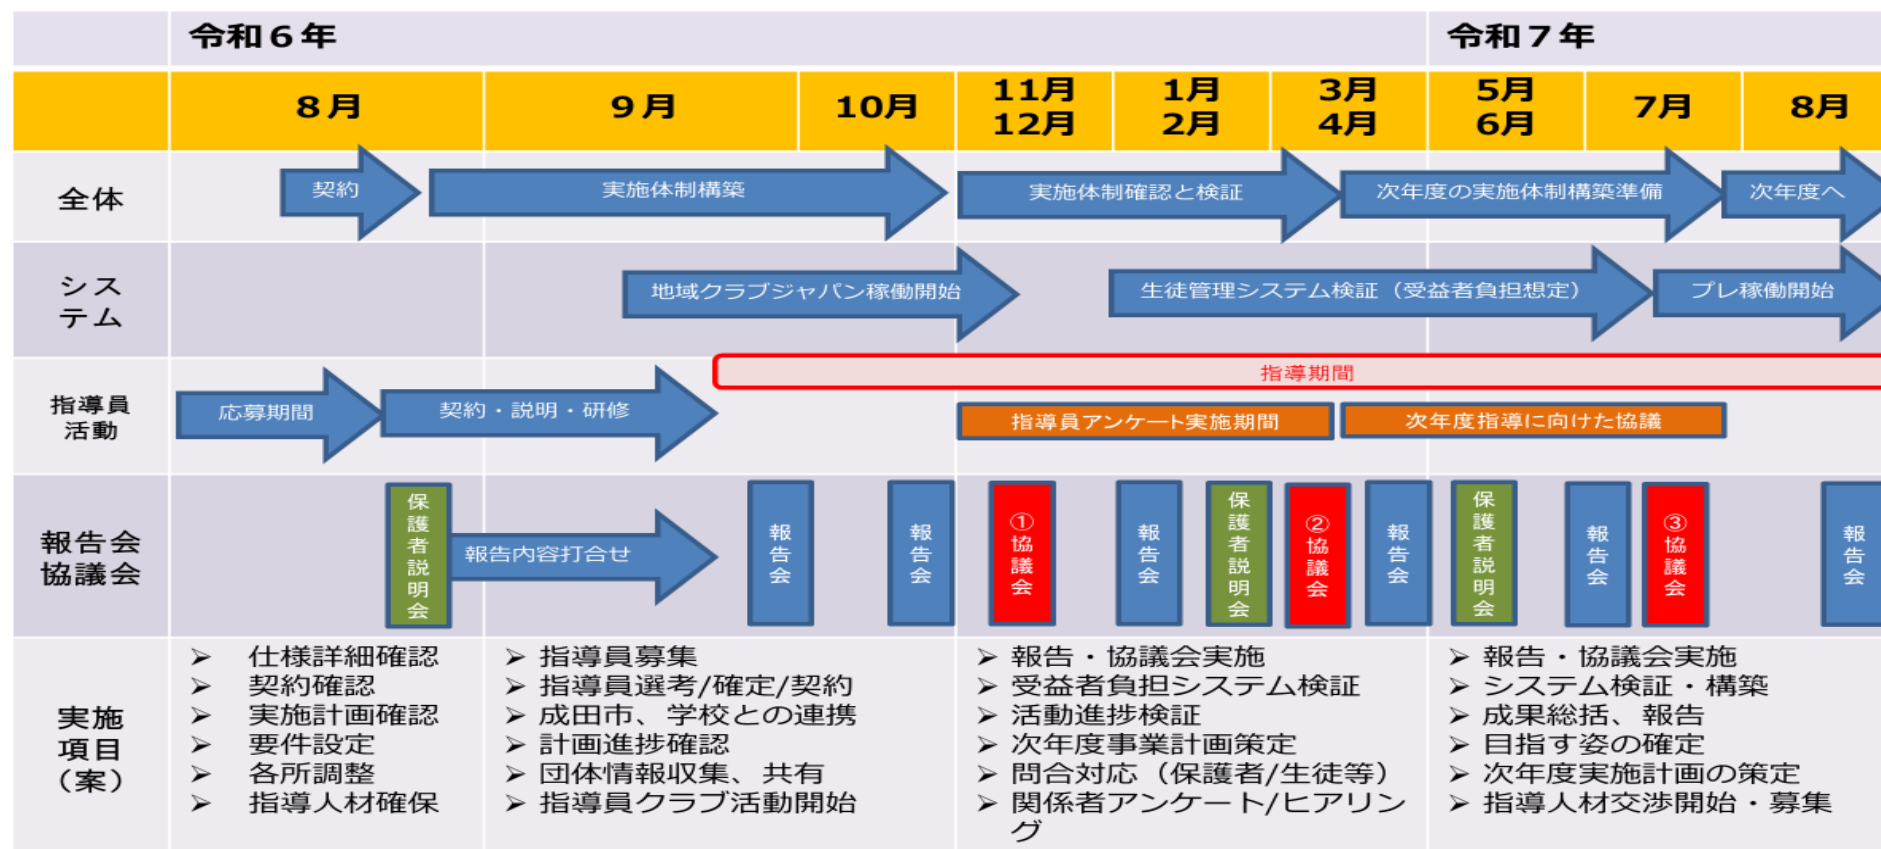 令和６年
令和７年
８月
９月
10月
11月
12月
1月
2月
3月
4月
5月
6月
7月
8月
全体
契約
実施体制構築
実施体制確認と検証
次年度の実施体制構築準備
次年度へ
シス
テム
地域クラブジャパン稼働開始
生徒管理システム検証（受益者負担想定）
プレ稼働開始
指導員
活動
指導期間
応募期間
契約・説明・研修
指導員アンケート実施期間
次年度指導に向けた協議
報告会
協議会
保護者説明会
報告内容打合せ
報告会
報告会
①協議会
報告会
保護者説明会
②協議会
報告会
保護者説明会
報告会
③協議会
報告会
実施
項目
（案）
➢ 仕様詳細確認
➢ 契約確認
➢ 実施計画確認
➢ 要件設定
➢ 各所調整
➢ 指導人材確保
➢ 指導員募集
➢ 指導員選考/確定/契約
➢ 成田市、学校との連携
➢ 計画進捗確認
➢ 団体情報収集、共有
➢ 指導員クラブ活動開始
➢ 報告・協議会実施
➢ 受益者負担システム検証
➢ 活動進捗検証
➢ 次年度事業計画策定
➢ 問合対応（保護者/生徒等）
➢ 関係者アンケート/ヒアリン
グ
➢ 報告・協議会実施
➢ システム検証・構築
➢ 成果総括、報告
➢ 目指す姿の確定
➢ 次年度実施計画の策定
➢ 指導人材交渉開始・募集